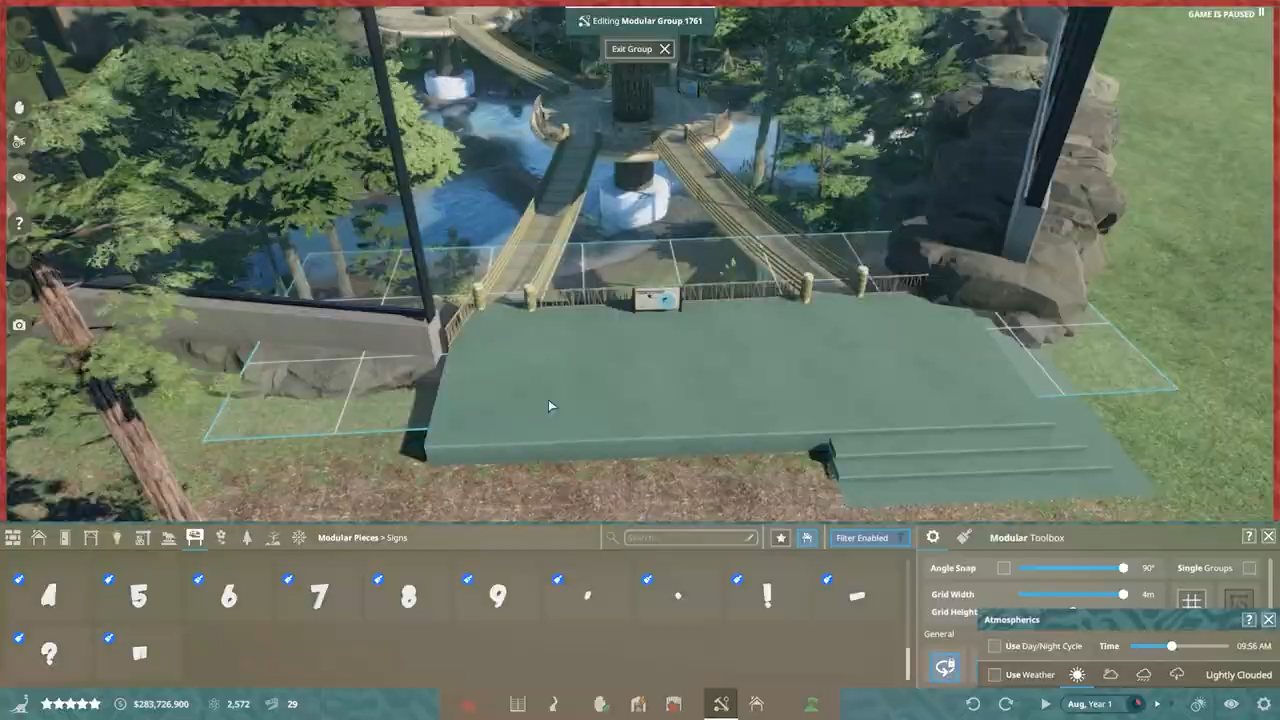 Editing Modular Group 1761
GAME IS PAUSED
Exit Group
?
Modular Pieces > Signs
Search...
Filter Enabled
Modular Toolbox
?
Angle Snap
90°
Single Groups
Grid Width
4m
Grid Height
Atmospherics
?
General
Use Day/Night Cycle
Time
09:56 AM
Use Weather
Lightly Clouded
4 5 6 7 8 9 ' . ! -
? "
$283,726,900
2,572
29
Aug, Year 1